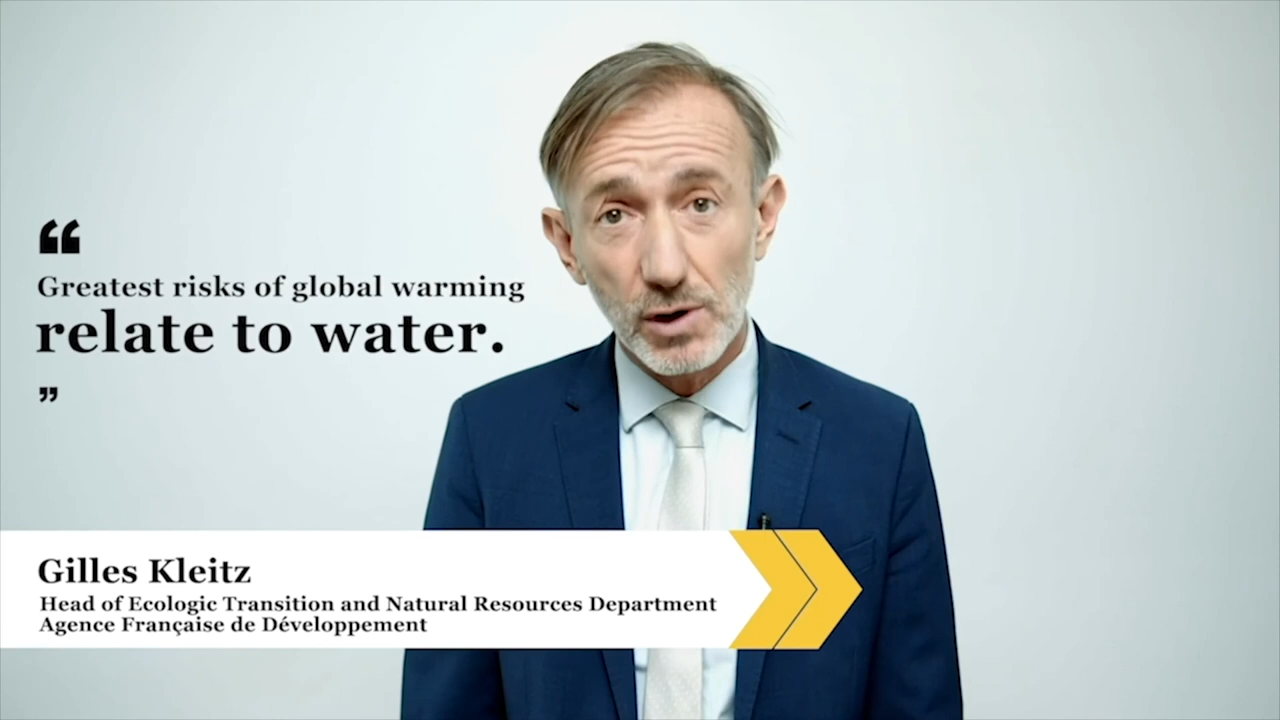 “
Greatest risks of global warming
relate to water.
”
Gilles Kleitz
Head of Ecologic Transition and Natural Resources Department
Agence Française de Développement